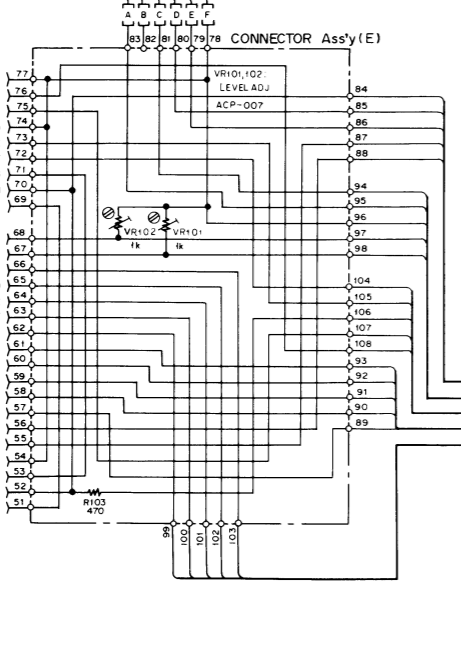 A B C D E F
83 82 81 80 79 78 CONNECTOR Ass'y (E)
77 VR101,102:
76 LEVEL ADJ 84
75 ACP-007 85
74 86
73 87
72 88
71
70 94
69 95
96
68 VR102 VR101 97
67 1k 1k 98
66
65 104
64 105
63 106
62 107
61 108
60 93
59 92
58 91
57 90
56 89
55
54
53
52
51 R103
470
99 100 101 102 103